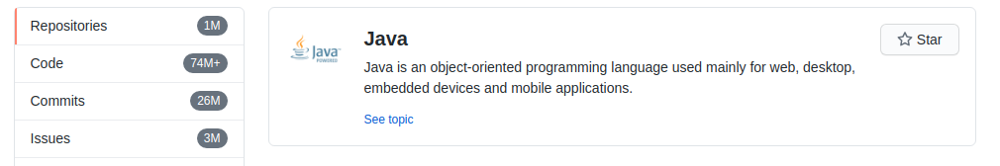 Repositories 1M
Code 74M+
Commits 26M
Issues 3M
Java
POWERED
Java
Star
Java is an object-oriented programming language used mainly for web, desktop,
embedded devices and mobile applications.
See topic